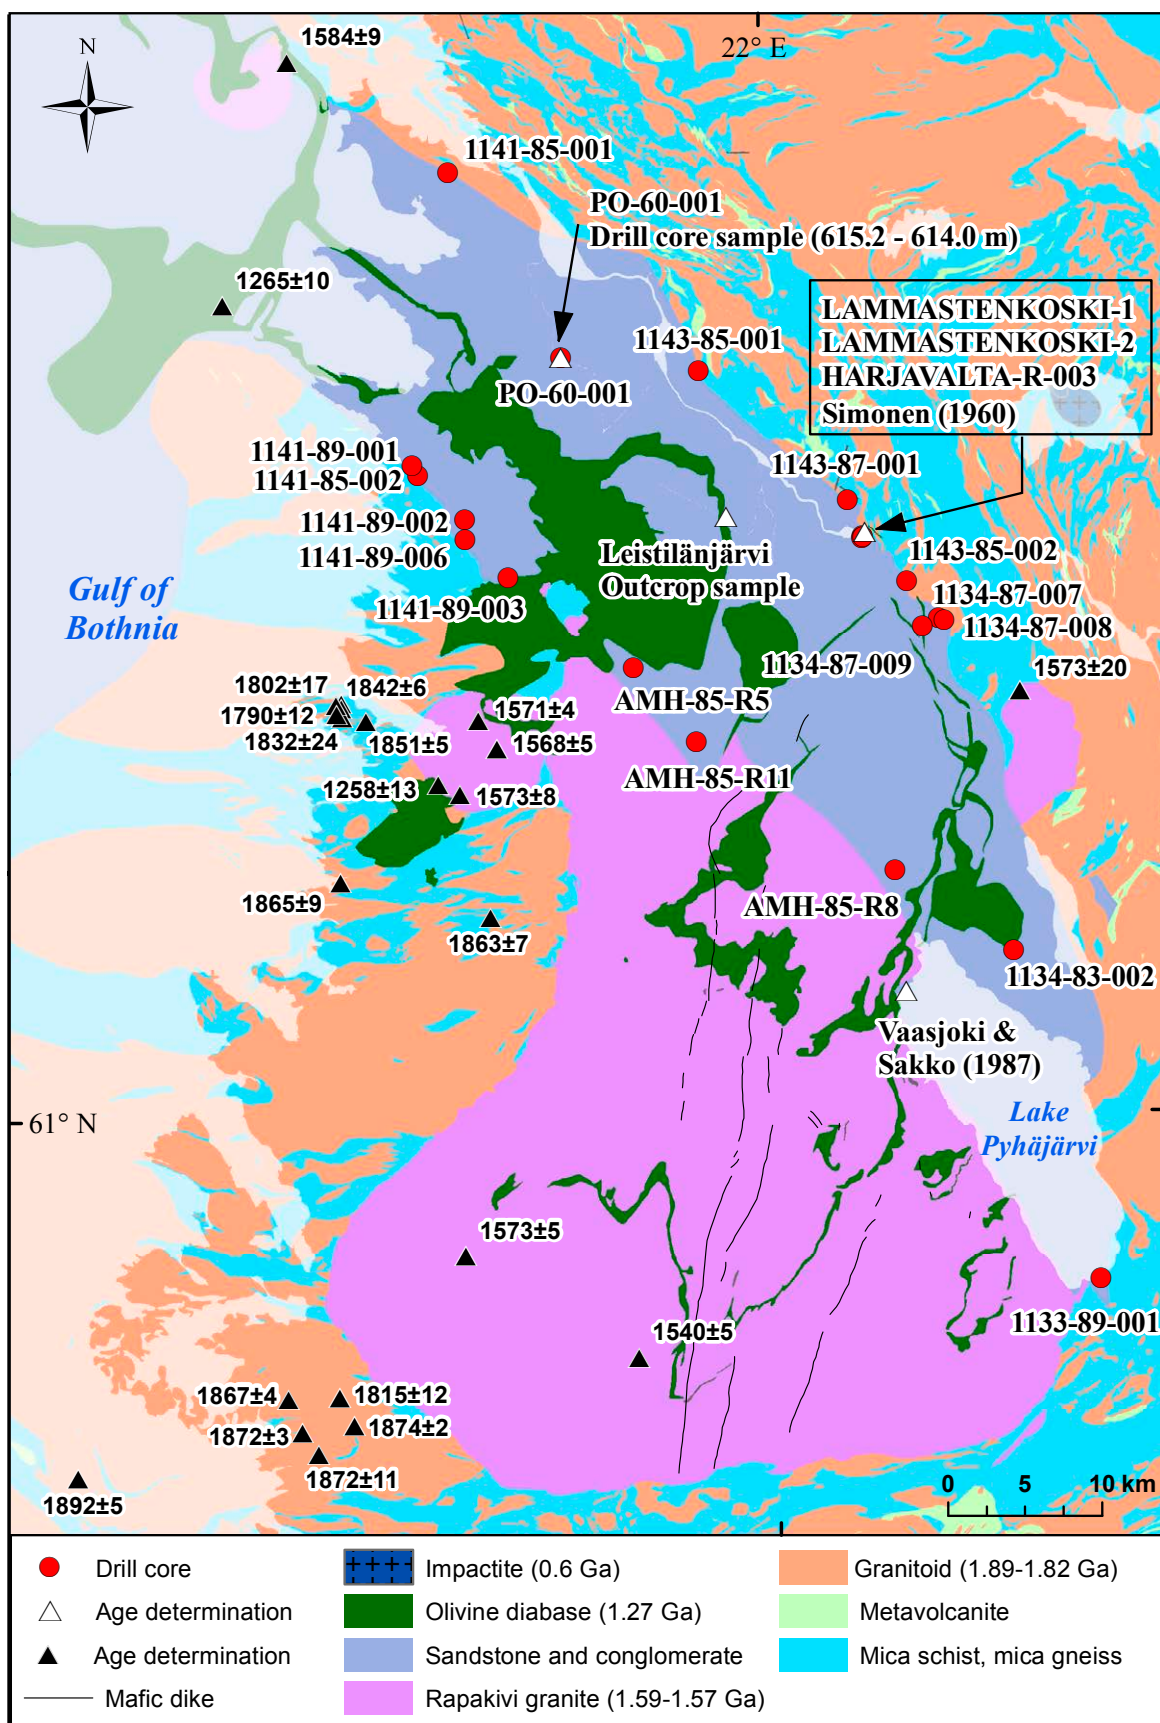 1584±9
22° E
N
1141-85-001
PO-60-001
Drill core sample (615.2 - 614.0 m)
1265±10
LAMMASTENKOSKI-1
LAMMASTENKOSKI-2
HARJAVALTA-R-003
Simonen (1960)
1143-85-001
PO-60-001
1141-89-001
1141-85-002
1143-87-001
1141-89-002
1141-89-006
Leistilänjärvi
Outcrop sample
1143-85-002
Gulf of
Bothnia
1141-89-003
1134-87-007
1134-87-008
1134-87-009
1573±20
1802±17
1842±6
1790±12
1832±24
1851±5
1571±4
1568±5
AMH-85-R5
AMH-85-R11
1258±13
1573±8
1865±9
1863±7
AMH-85-R8
1134-83-002
Vaasjoki &
Sakko (1987)
61° N
Lake
Pyhäjärvi
1573±5
1540±5
1133-89-001
1867±4
1815±12
1872±3
1874±2
1872±11
1892±5
0 5 10 km
Drill core
Age determination
Age determination
Mafic dike
Impactite (0.6 Ga)
Olivine diabase (1.27 Ga)
Sandstone and conglomerate
Rapakivi granite (1.59-1.57 Ga)
Granitoid (1.89-1.82 Ga)
Metavolcanite
Mica schist, mica gneiss